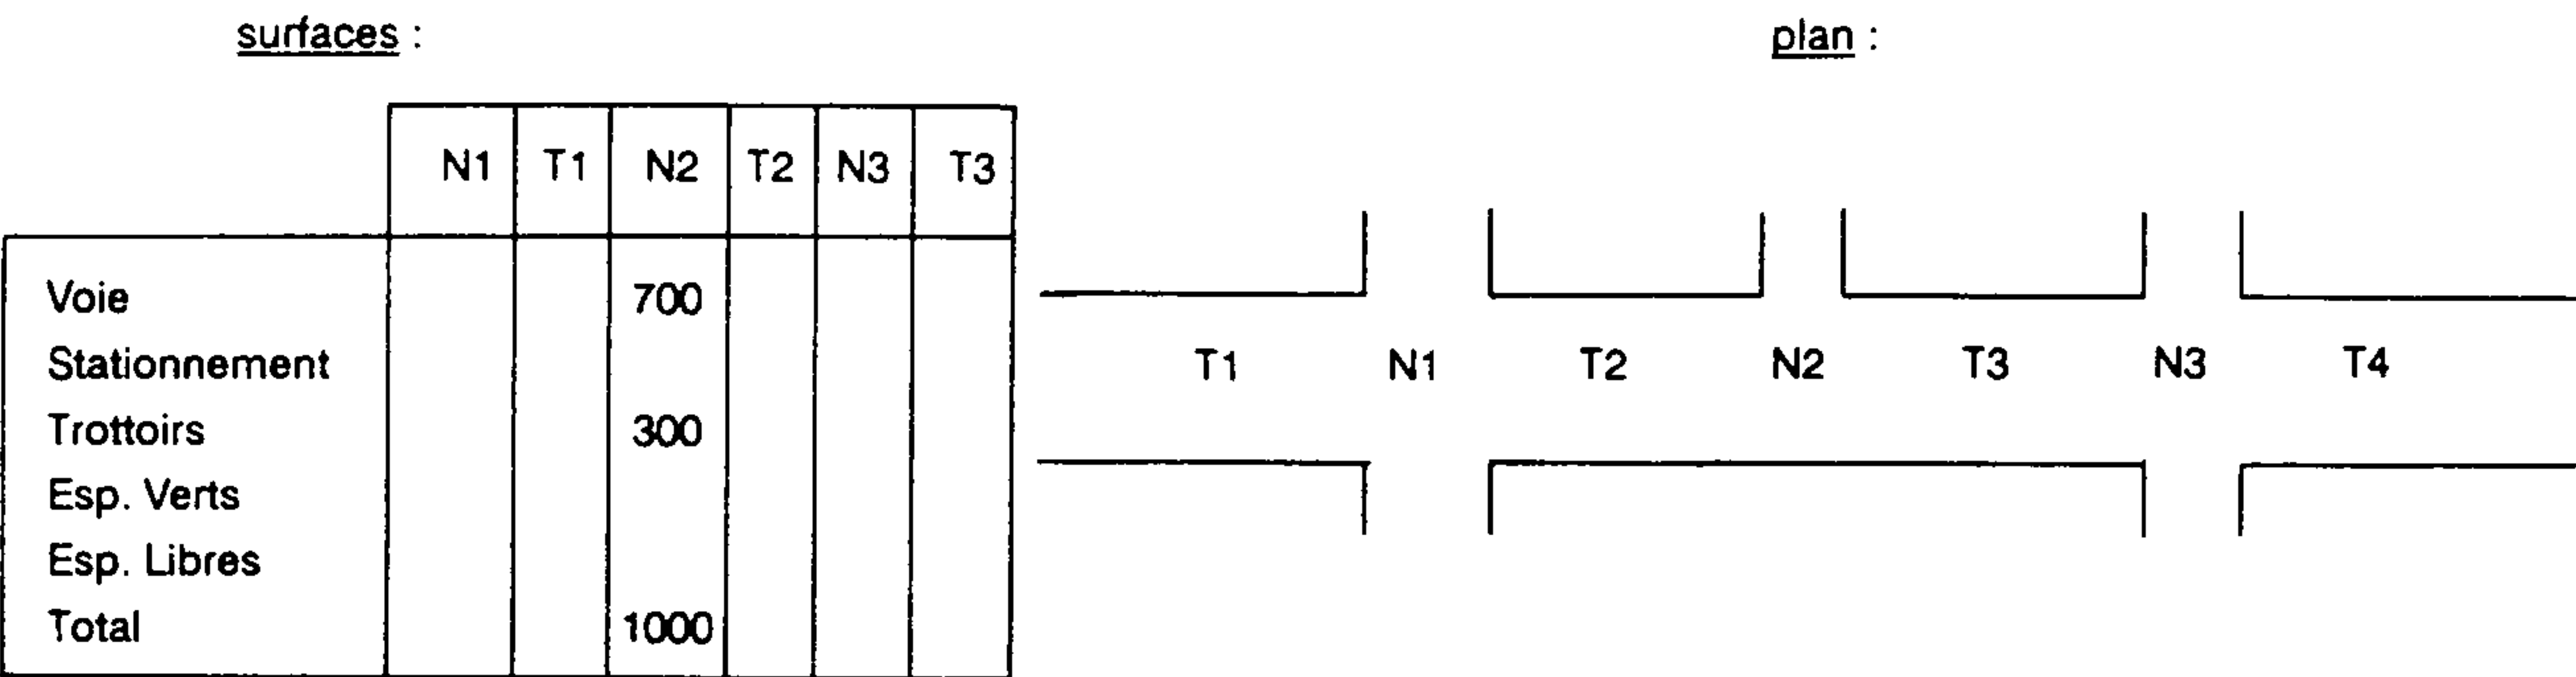 surfaces :
plan :
N1 T1 N2 T2 N3 T3
Voie 700
Stationnement
Trottoirs 300
Esp. Verts
Esp. Libres
Total 1000
T1 N1 T2 N2 T3 N3 T4